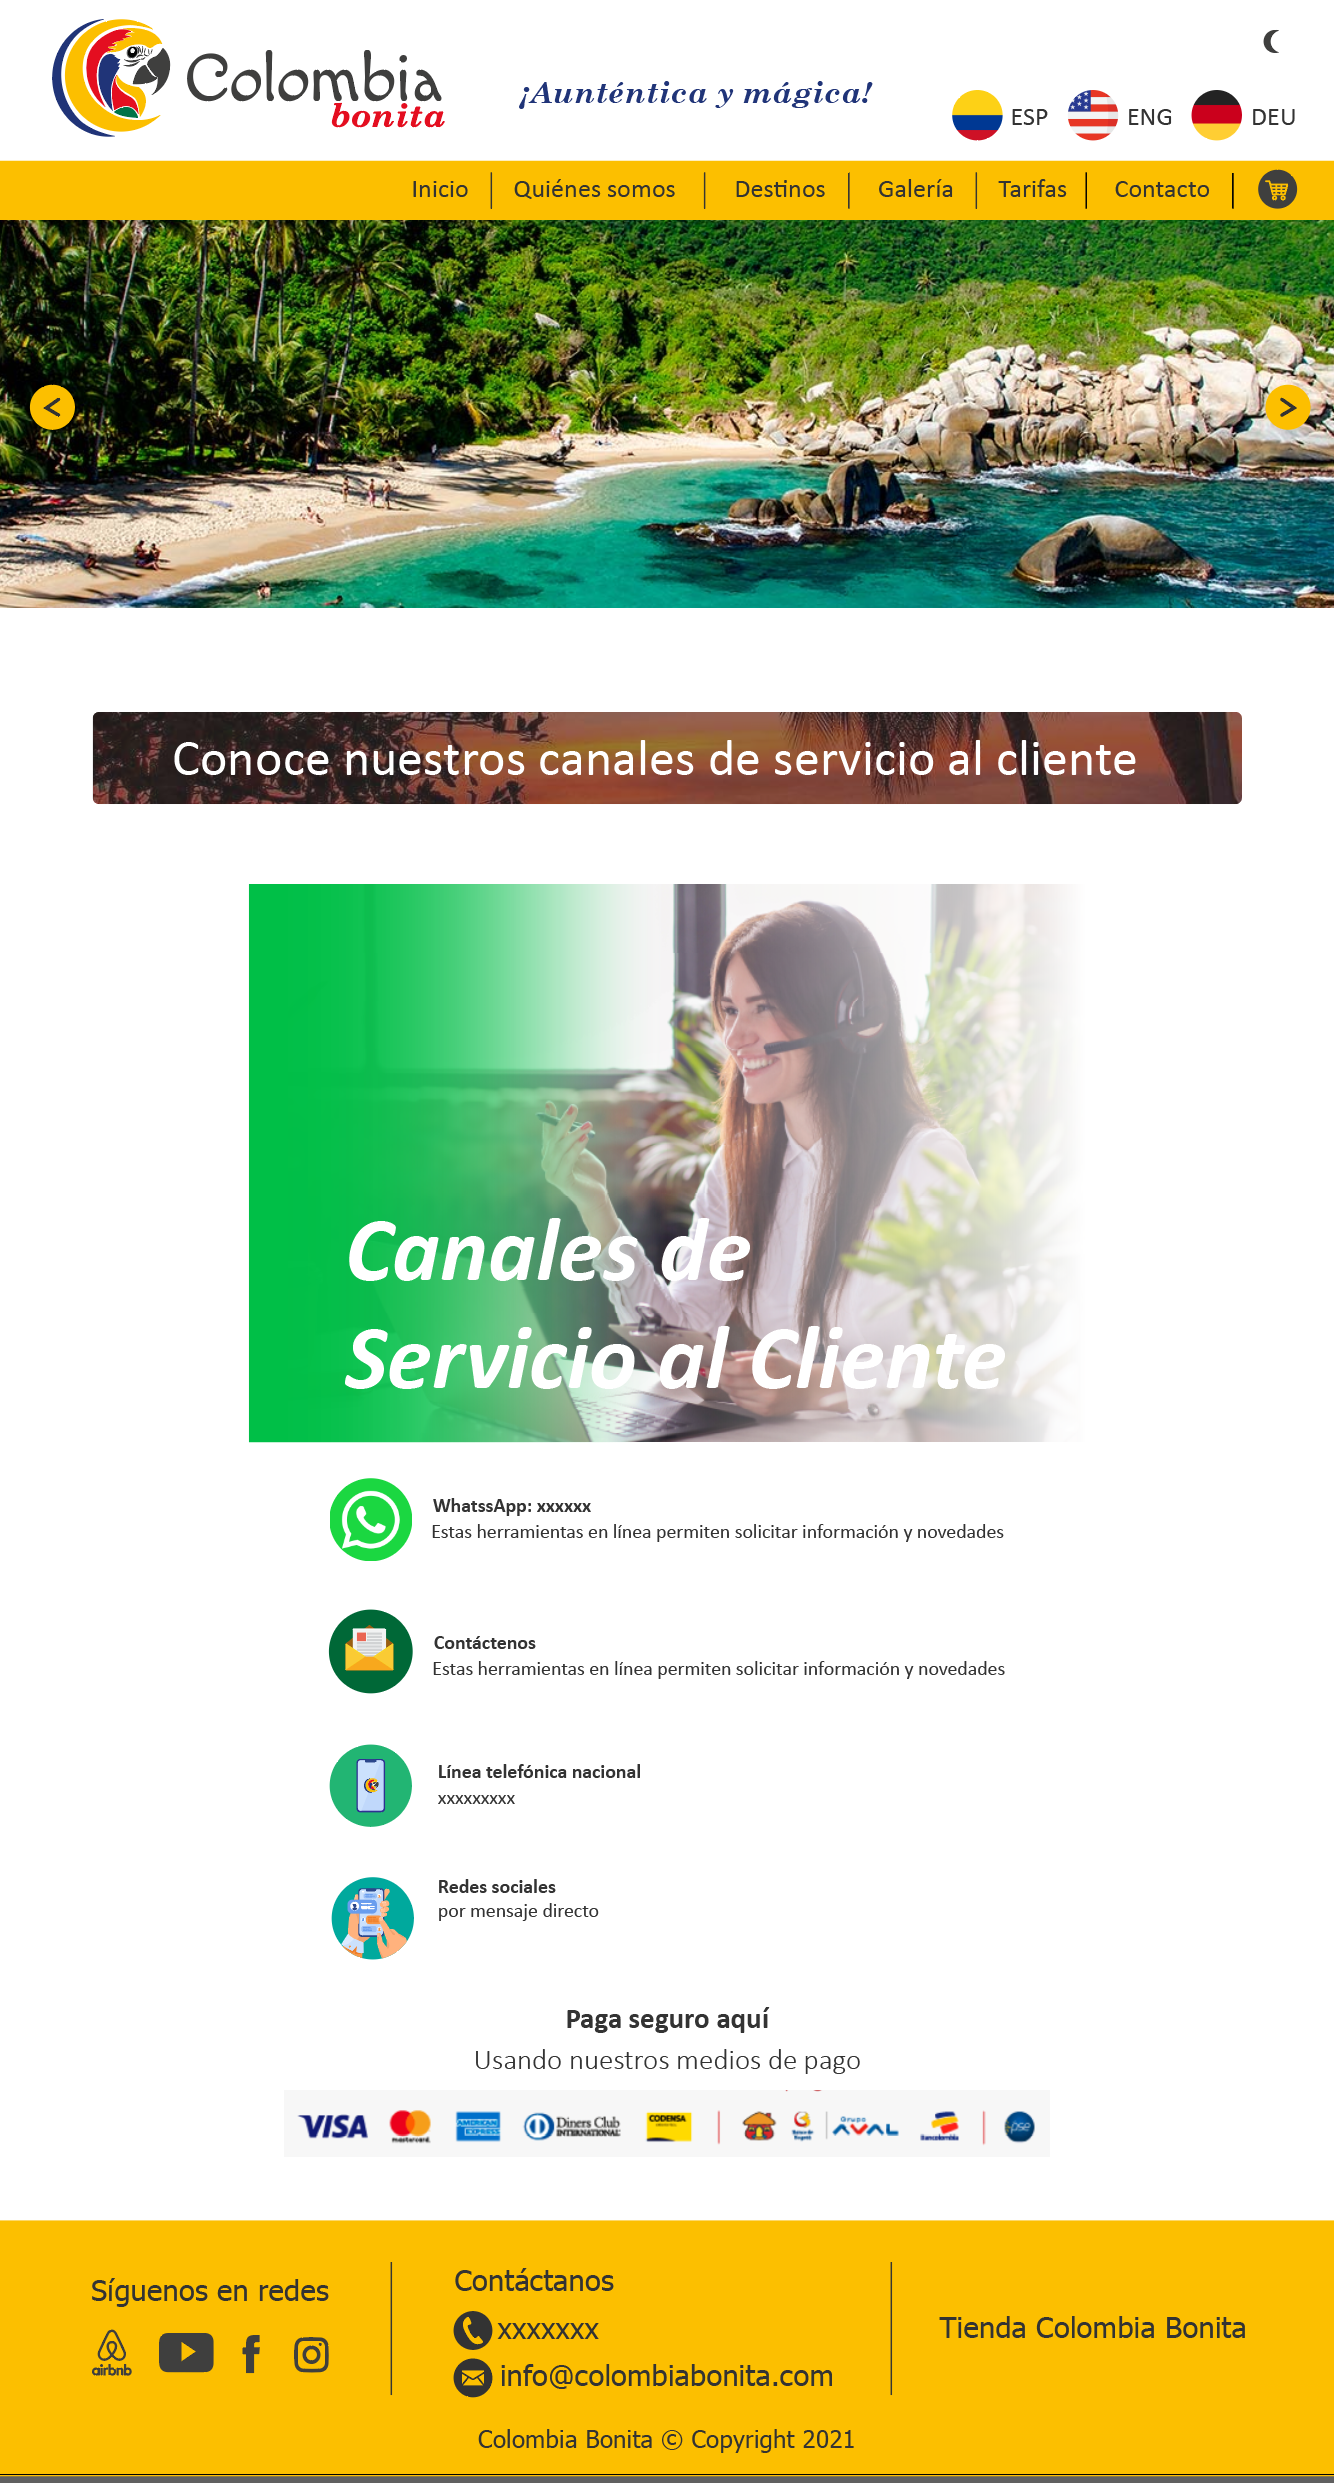 Colombia
bonita
¡Aunténtica y mágica!
ESP ENG DEU
Inicio Quiénes somos Destinos Galería Tarifas Contacto
Conoce nuestros canales de servicio al cliente
Canales de
Servicio al Cliente
WhatssApp: xxxxxx
Estas herramientas en línea permiten solicitar información y novedades
Contáctenos
Estas herramientas en línea permiten solicitar información y novedades
Línea telefónica nacional
xxxxxxxxx
Redes sociales
por mensaje directo
Paga seguro aquí
Usando nuestros medios de pago
VISA mastercard. AMERICAN EXPRESS Diners Club INTERNATIONAL CODENSA Banco de Bogotá Grupo AVAL Bancolombia pse
Síguenos en redes
airbnb
Contáctanos
xxxxxxx
info@colombiabonita.com
Tienda Colombia Bonita
Colombia Bonita © Copyright 2021